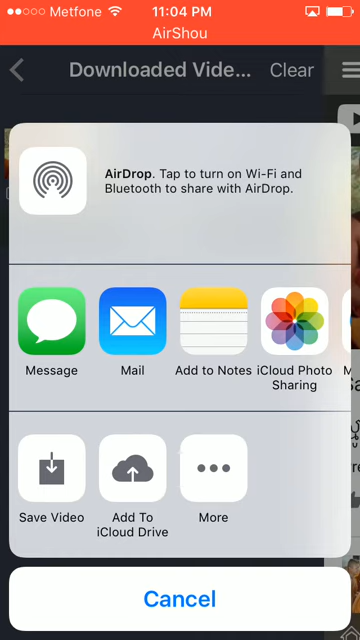 Metfone 11:04 PM
AirShou
Downloaded Vide... Clear
AirDrop. Tap to turn on Wi-Fi and
Bluetooth to share with AirDrop.
Message Mail Add to Notes iCloud Photo
Sharing
Save Video Add To
iCloud Drive More
Cancel